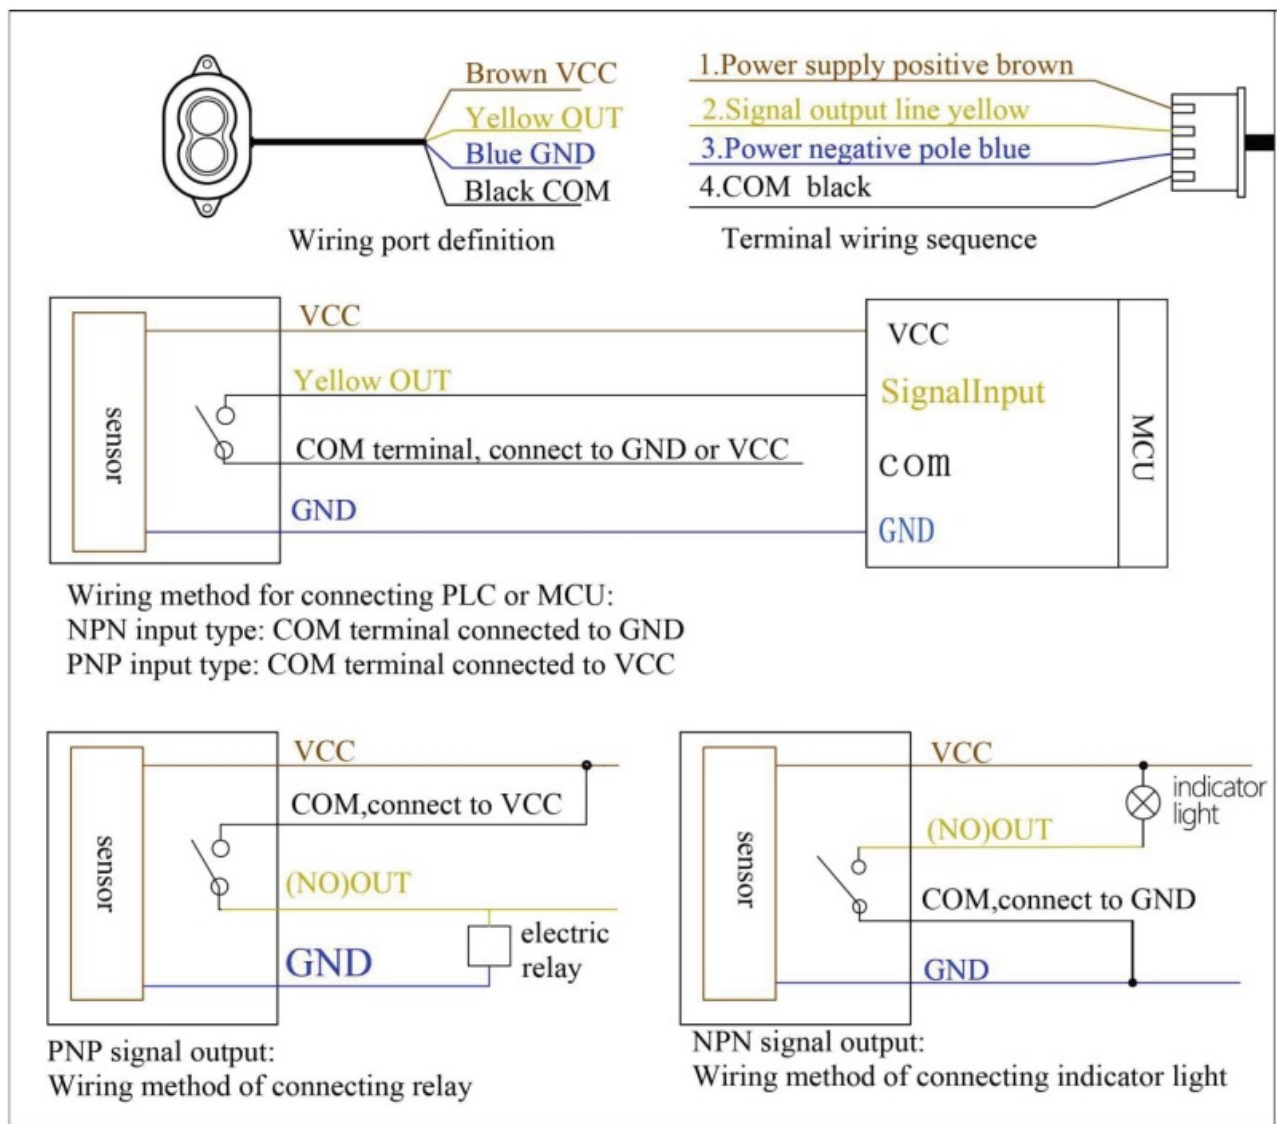 Brown VCC
Yellow OUT
Blue GND
Black COM
Wiring port definition
1.Power supply positive brown
2.Signal output line yellow
3.Power negative pole blue
4.COM black
Terminal wiring sequence
sensor
VCC
Yellow OUT
COM terminal, connect to GND or VCC
GND
VCC
SignalInput
com
GND
MCU
Wiring method for connecting PLC or MCU:
NPN input type: COM terminal connected to GND
PNP input type: COM terminal connected to VCC
sensor
VCC
COM,connect to VCC
(NO)OUT
GND
electric
relay
PNP signal output:
Wiring method of connecting relay
sensor
VCC
indicator
light
(NO)OUT
COM,connect to GND
GND
NPN signal output:
Wiring method of connecting indicator light